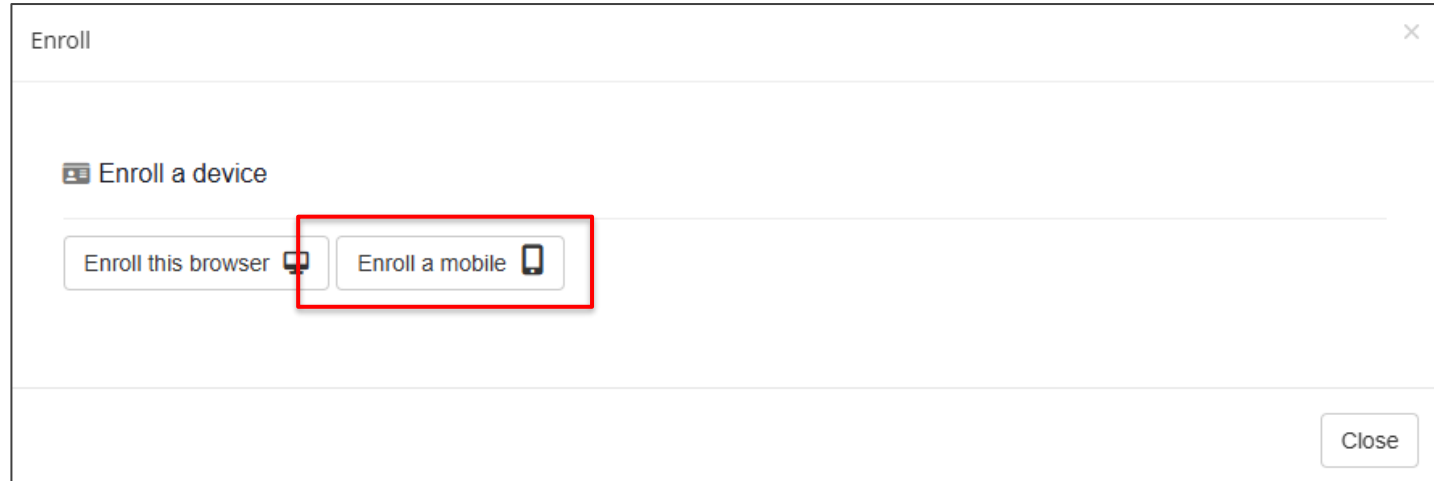 Enroll
Enroll a device
Enroll this browser
Enroll a mobile
Close